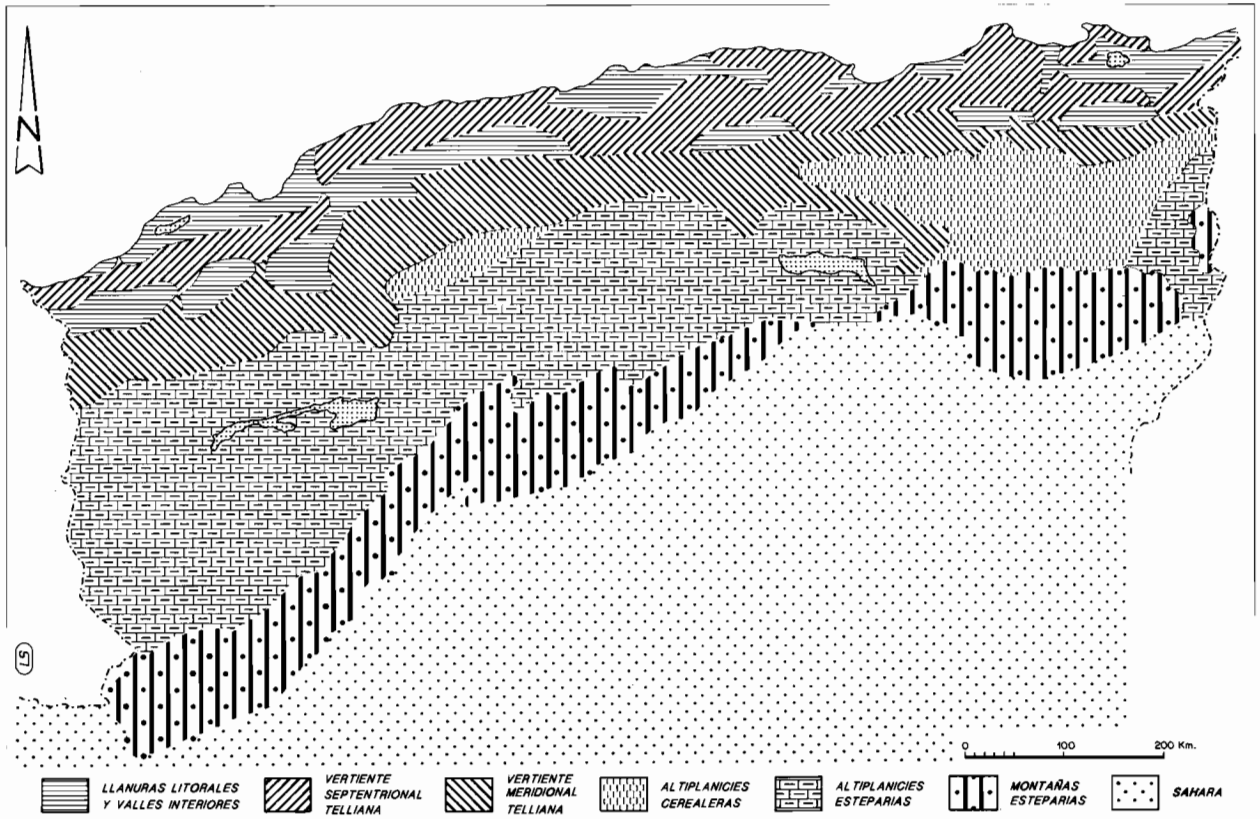 N
57
0 100 200 Km.
LLANURAS LITORALES
Y VALLES INTERIORES
VERTIENTE
SEPTENTRIONAL
TELLIANA
VERTIENTE
MERIDIONAL
TELLIANA
ALTIPLANICIES
CEREALERAS
ALTIPLANICIES
ESTEPARIAS
MONTAÑAS
ESTEPARIAS
SAHARA